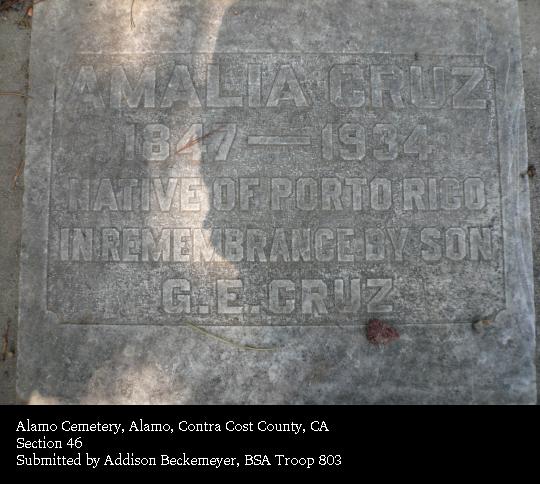 AMALIA CRUZ
1847 — 1934
NATIVE OF PORTO RICO
IN REMEMBRANCE BY SON
G. E. CRUZ
Alamo Cemetery, Alamo, Contra Cost County, CA
Section 46
Submitted by Addison Beckemeyer, BSA Troop 803